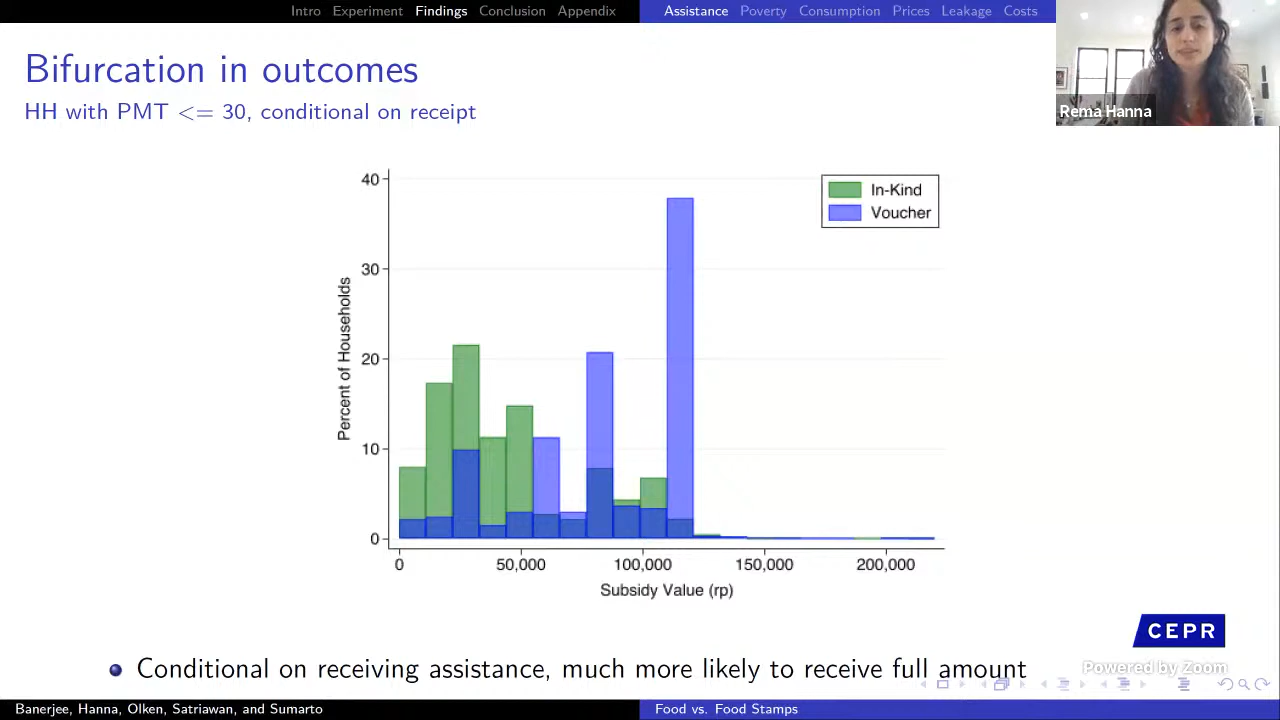 Intro Experiment Findings Conclusion Appendix Assistance Poverty Consumption Prices Leakage Costs
Bifurcation in outcomes
HH with PMT <= 30, conditional on receipt
Rema Hanna
In-Kind
Voucher
40
30
20
10
0
Percent of Households
0 50,000 100,000 150,000 200,000
Subsidy Value (rp)
CEPR
Conditional on receiving assistance, much more likely to receive full amount
Powered by Zoom
Banerjee, Hanna, Olken, Satriawan, and Sumarto Food vs. Food Stamps